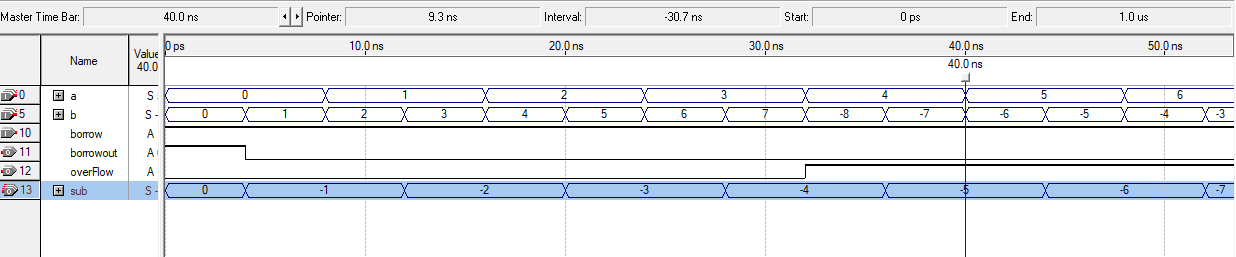 Master Time Bar: 40.0 ns Pointer: 9.3 ns Interval: -30.7 ns Start: 0 ps End: 1.0 us
Name Value 40.0 0 ps 10.0 ns 20.0 ns 30.0 ns 40.0 ns 50.0 ns
40.0 ns
0 a S 0 1 2 3 4 5 6
5 b S - 0 1 2 3 4 5 6 7 -8 -7 -6 -5 -4 -3
10 borrow A
11 borrowout A
12 overFlow A
13 sub S - 0 -1 -2 -3 -4 -5 -6 -7